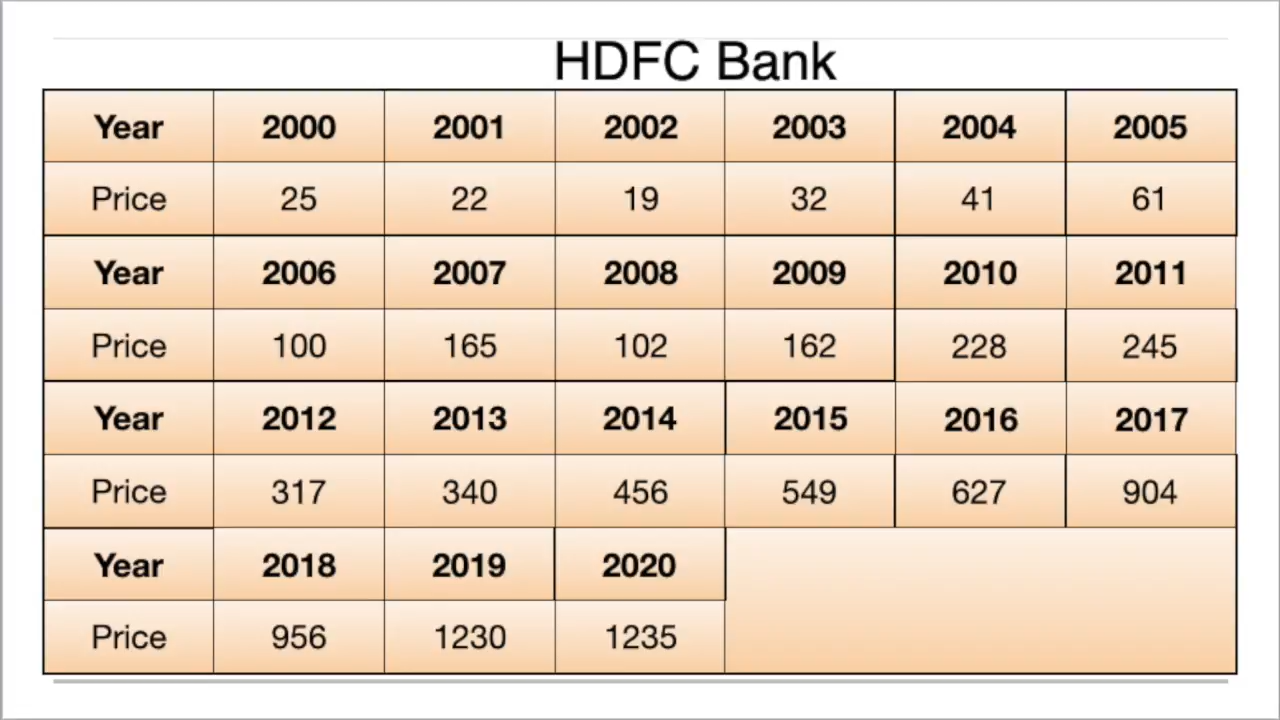 HDFC Bank
Year 2000 2001 2002 2003 2004 2005
Price 25 22 19 32 41 61
Year 2006 2007 2008 2009 2010 2011
Price 100 165 102 162 228 245
Year 2012 2013 2014 2015 2016 2017
Price 317 340 456 549 627 904
Year 2018 2019 2020
Price 956 1230 1235